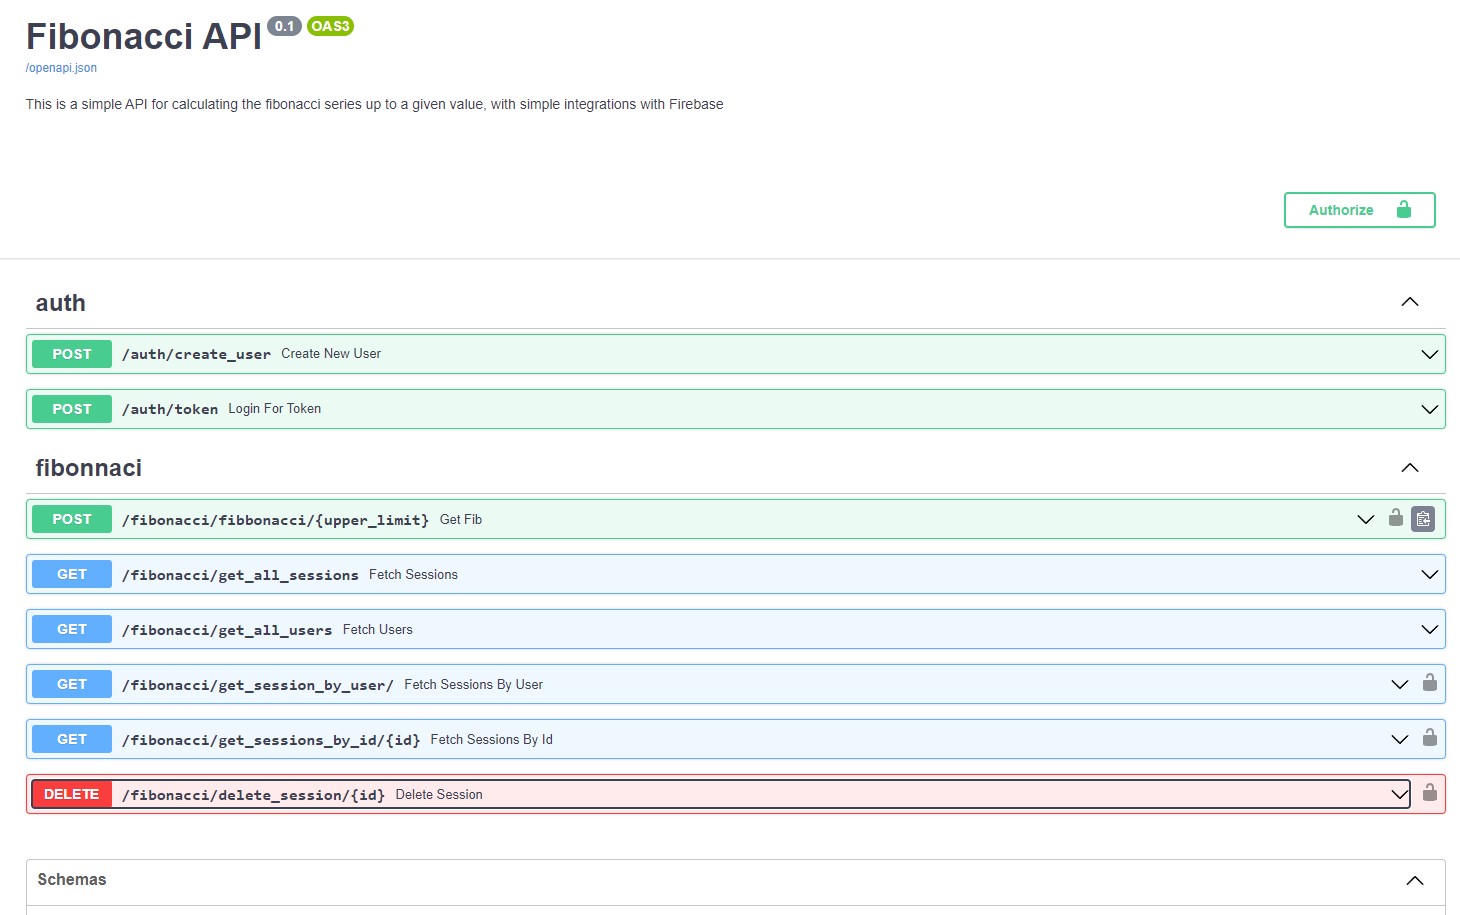 Fibonacci API 0.1 OAS3
/openapi.json
This is a simple API for calculating the fibonacci series up to a given value, with simple integrations with Firebase
Authorize
auth
POST /auth/create_user Create New User
POST /auth/token Login For Token
fibonnaci
POST /fibonacci/fibbonacci/{upper_limit} Get Fib
GET /fibonacci/get_all_sessions Fetch Sessions
GET /fibonacci/get_all_users Fetch Users
GET /fibonacci/get_session_by_user/ Fetch Sessions By User
GET /fibonacci/get_sessions_by_id/{id} Fetch Sessions By Id
DELETE /fibonacci/delete_session/{id} Delete Session
Schemas